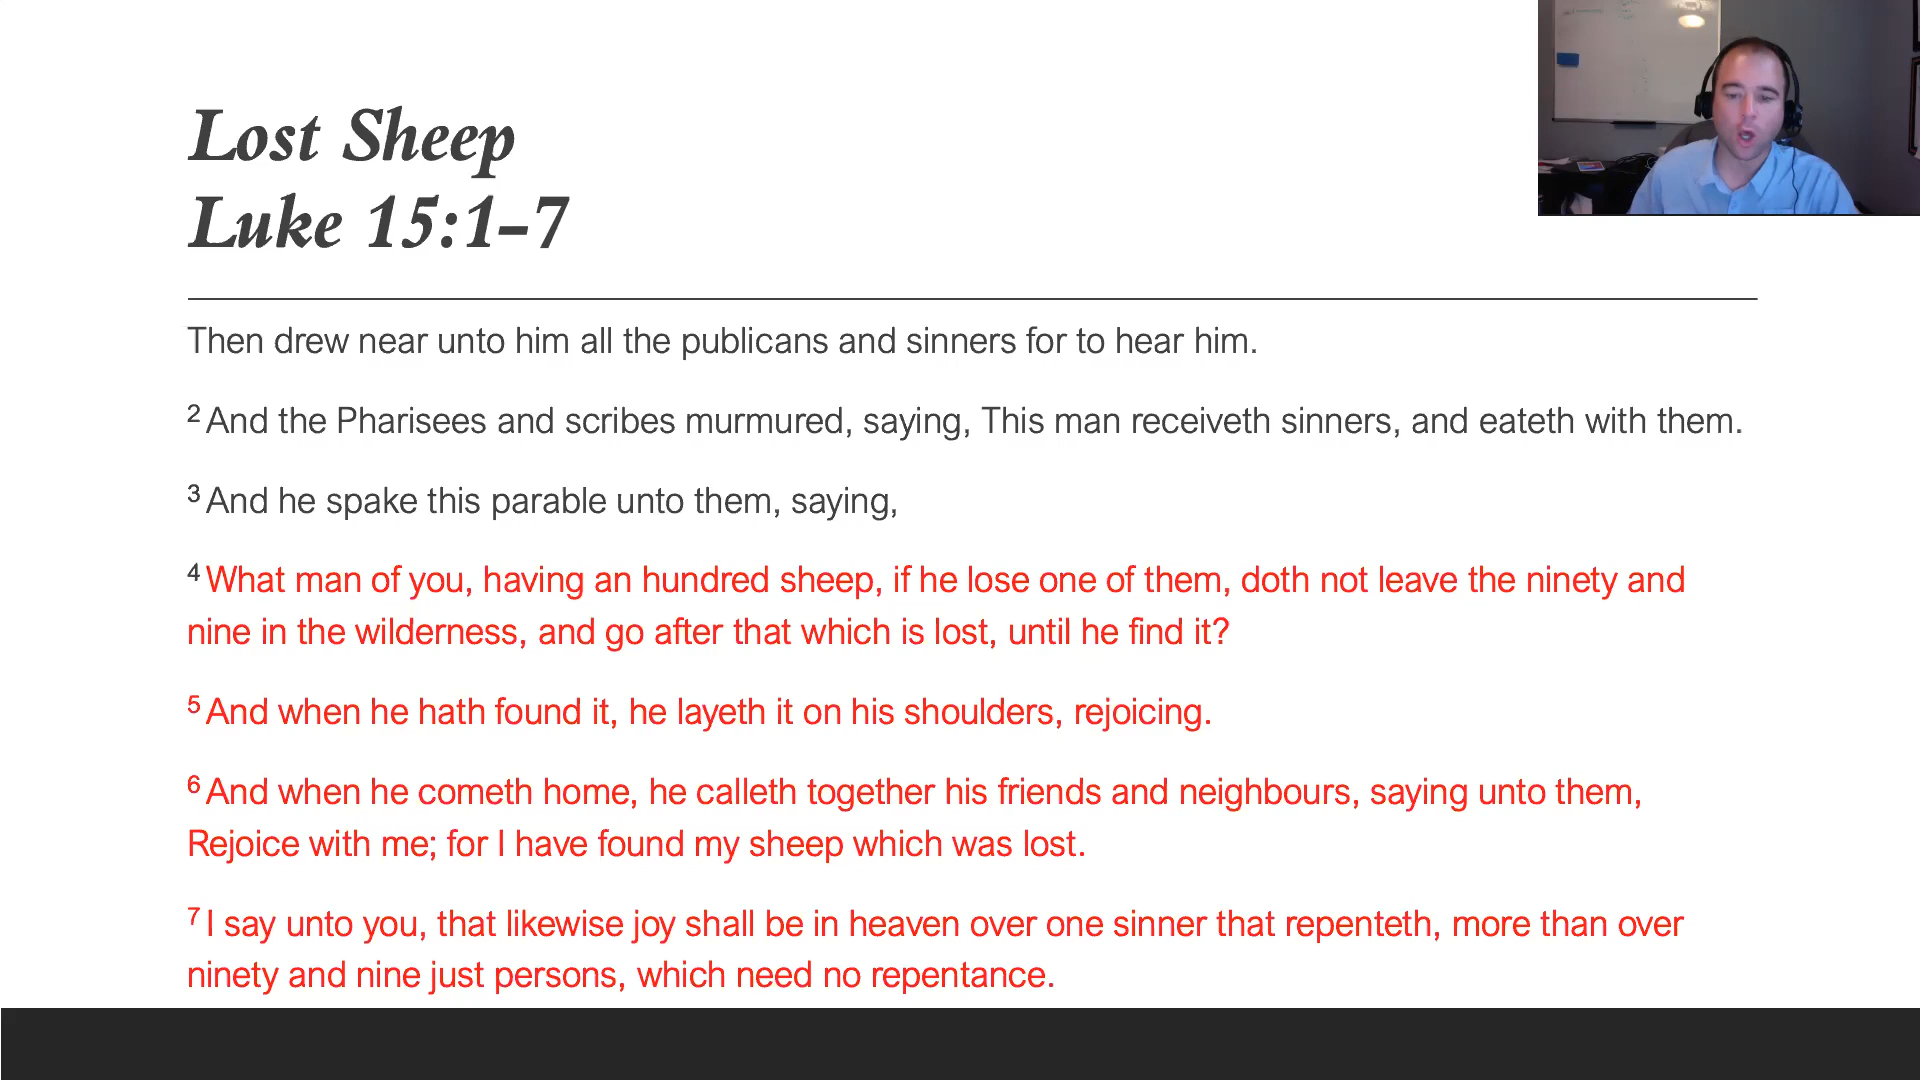 Lost Sheep
Luke 15:1–7
Then drew near unto him all the publicans and sinners for to hear him.
2 And the Pharisees and scribes murmured, saying, This man receiveth sinners, and eateth with them.
3 And he spake this parable unto them, saying,
4 What man of you, having an hundred sheep, if he lose one of them, doth not leave the ninety and
nine in the wilderness, and go after that which is lost, until he find it?
5 And when he hath found it, he layeth it on his shoulders, rejoicing.
6 And when he cometh home, he calleth together his friends and neighbours, saying unto them,
Rejoice with me; for I have found my sheep which was lost.
7 I say unto you, that likewise joy shall be in heaven over one sinner that repenteth, more than over
ninety and nine just persons, which need no repentance.